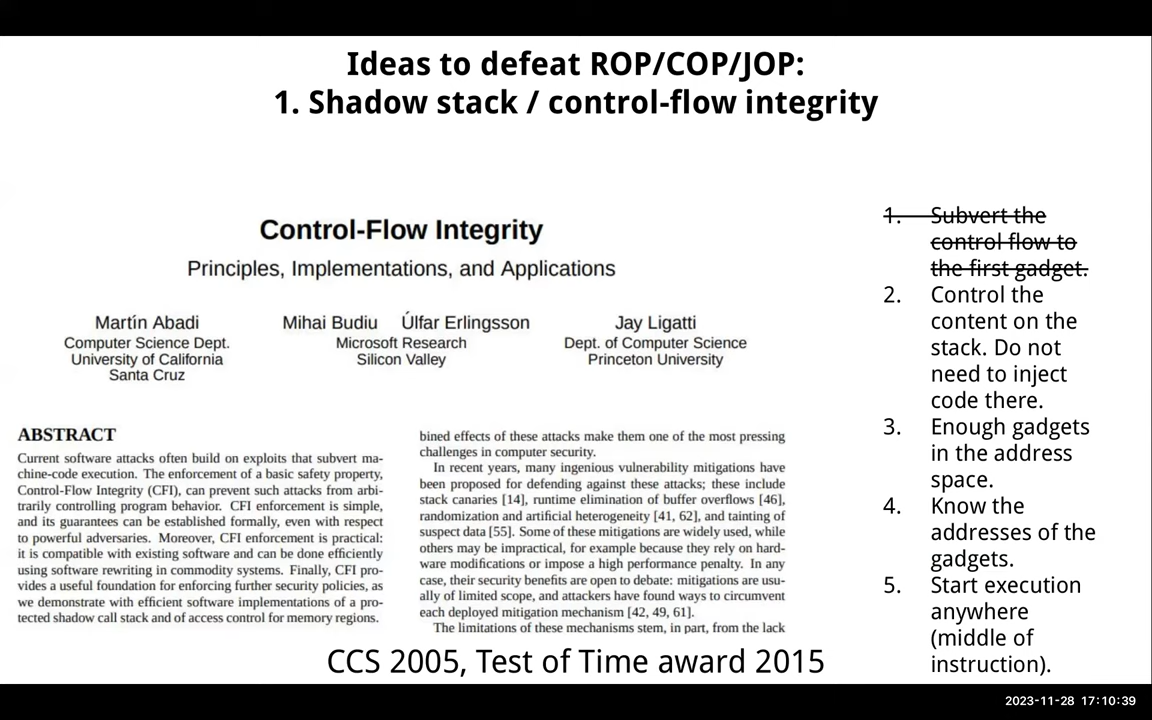 Ideas to defeat ROP/COP/JOP:
1. Shadow stack / control-flow integrity
Control-Flow Integrity
Principles, Implementations, and Applications
Martín Abadi
Computer Science Dept.
University of California
Santa Cruz
Mihai Budiu Úlfar Erlingsson
Microsoft Research
Silicon Valley
Jay Ligatti
Dept. of Computer Science
Princeton University
ABSTRACT
Current software attacks often build on exploits that subvert ma-
chine-code execution. The enforcement of a basic safety property,
Control-Flow Integrity (CFI), can prevent such attacks from arbi-
trarily controlling program behavior. CFI enforcement is simple,
and its guarantees can be established formally, even with respect
to powerful adversaries. Moreover, CFI enforcement is practical:
it is compatible with existing software and can be done efficiently
using software rewriting in commodity systems. Finally, CFI pro-
vides a useful foundation for enforcing further security policies, as
we demonstrate with efficient software implementations of a pro-
tected shadow call stack and of access control for memory regions.
bined effects of these attacks make them one of the most pressing
challenges in computer security.
In recent years, many ingenious vulnerability mitigations have
been proposed for defending against these attacks; these include
stack canaries [14], runtime elimination of buffer overflows [46],
randomization and artificial heterogeneity [41, 62], and tainting of
suspect data [55]. Some of these mitigations are widely used, while
others may be impractical, for example because they rely on hard-
ware modifications or impose a high performance penalty. In any
case, their security benefits are open to debate: mitigations are usu-
ally of limited scope, and attackers have found ways to circumvent
each deployed mitigation mechanism [42, 49, 61].
The limitations of these mechanisms stem, in part, from the lack
CCS 2005, Test of Time award 2015
1. Subvert the
control flow to
the first gadget.
2. Control the
content on the
stack. Do not
need to inject
code there.
3. Enough gadgets
in the address
space.
4. Know the
addresses of the
gadgets.
5. Start execution
anywhere
(middle of
instruction).
2023-11-28 17:10:39